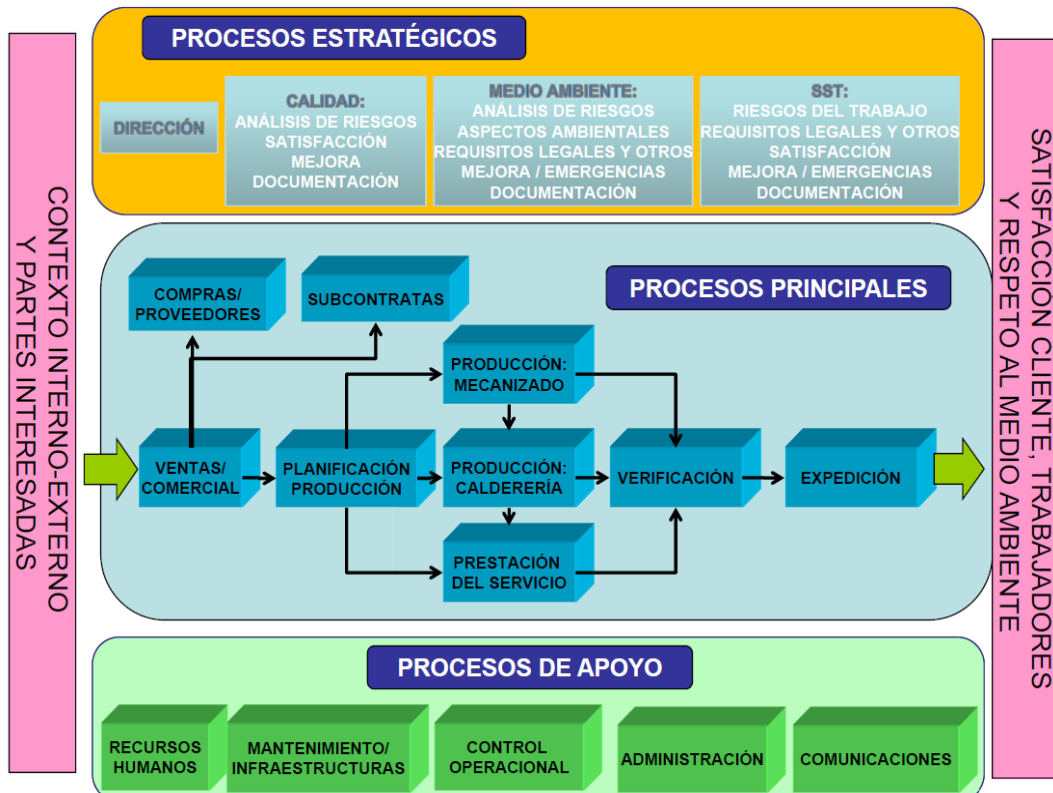 PROCESOS ESTRATÉGICOS
DIRECCIÓN
CALIDAD:
ANÁLISIS DE RIESGOS
SATISFACCIÓN
MEJORA
DOCUMENTACIÓN
MEDIO AMBIENTE:
ANÁLISIS DE RIESGOS
ASPECTOS AMBIENTALES
REQUISITOS LEGALES Y OTROS
MEJORA / EMERGENCIAS
DOCUMENTACIÓN
SST:
RIESGOS DEL TRABAJO
REQUISITOS LEGALES Y OTROS
SATISFACCIÓN
MEJORA / EMERGENCIAS
DOCUMENTACIÓN
CONTEXTO INTERNO-EXTERNO
Y PARTES INTERESADAS
PROCESOS PRINCIPALES
COMPRAS/
PROVEEDORES
SUBCONTRATAS
PRODUCCIÓN:
MECANIZADO
VENTAS/
COMERCIAL
PLANIFICACIÓN
PRODUCCIÓN
PRODUCCIÓN:
CALDERERÍA
VERIFICACIÓN
EXPEDICIÓN
PRESTACIÓN
DEL SERVICIO
SATISFACCIÓN CLIENTE, TRABAJADORES
Y RESPETO AL MEDIO AMBIENTE
PROCESOS DE APOYO
RECURSOS
HUMANOS
MANTENIMIENTO/
INFRAESTRUCTURAS
CONTROL
OPERACIONAL
ADMINISTRACIÓN
COMUNICACIONES